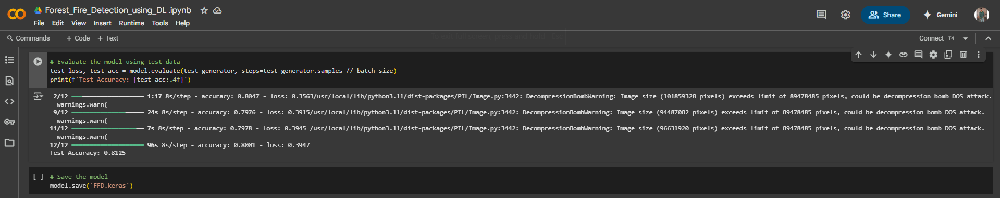 Forest_Fire_Detection_using_DL .ipynb
File Edit View Insert Runtime Tools Help
Share
Gemini
Commands + Code + Text
To exit full screen, press and hold Esc
Connect T4
# Evaluate the model using test data
test_loss, test_acc = model.evaluate(test_generator, steps=test_generator.samples // batch_size)
print(f'Test Accuracy: {test_acc:.4f}')
2/12 1:17 8s/step - accuracy: 0.8047 - loss: 0.3563/usr/local/lib/python3.11/dist-packages/PIL/Image.py:3442: DecompressionBombWarning: Image size (101859328 pixels) exceeds limit of 89478485 pixels, could be decompression bomb DOS attack.
warnings.warn(
9/12 24s 8s/step - accuracy: 0.7976 - loss: 0.3915/usr/local/lib/python3.11/dist-packages/PIL/Image.py:3442: DecompressionBombWarning: Image size (94487082 pixels) exceeds limit of 89478485 pixels, could be decompression bomb DOS attack.
warnings.warn(
11/12 7s 8s/step - accuracy: 0.7978 - loss: 0.3945 /usr/local/lib/python3.11/dist-packages/PIL/Image.py:3442: DecompressionBombWarning: Image size (96631920 pixels) exceeds limit of 89478485 pixels, could be decompression bomb DOS attack.
warnings.warn(
12/12 96s 8s/step - accuracy: 0.8001 - loss: 0.3947
Test Accuracy: 0.8125
[ ] # Save the model
model.save('FFD.keras')